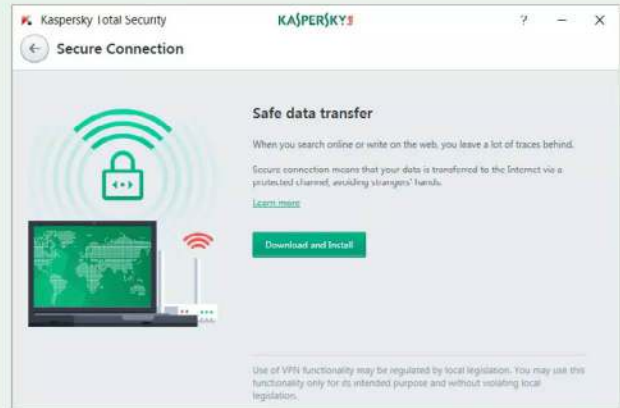 Kaspersky Total Security
KASPERSKY
?
Secure Connection
Safe data transfer
When you search online or write on the web, you leave a lot of traces behind.
Secure connection means that your data is transferred to the Internet via a
protected channel, avoiding strangers' hands.
Learn more
Download and Install
Use of VPN functionality may be regulated by local legislation. You may use this
functionality only for its intended purpose and without violating local
legislation.